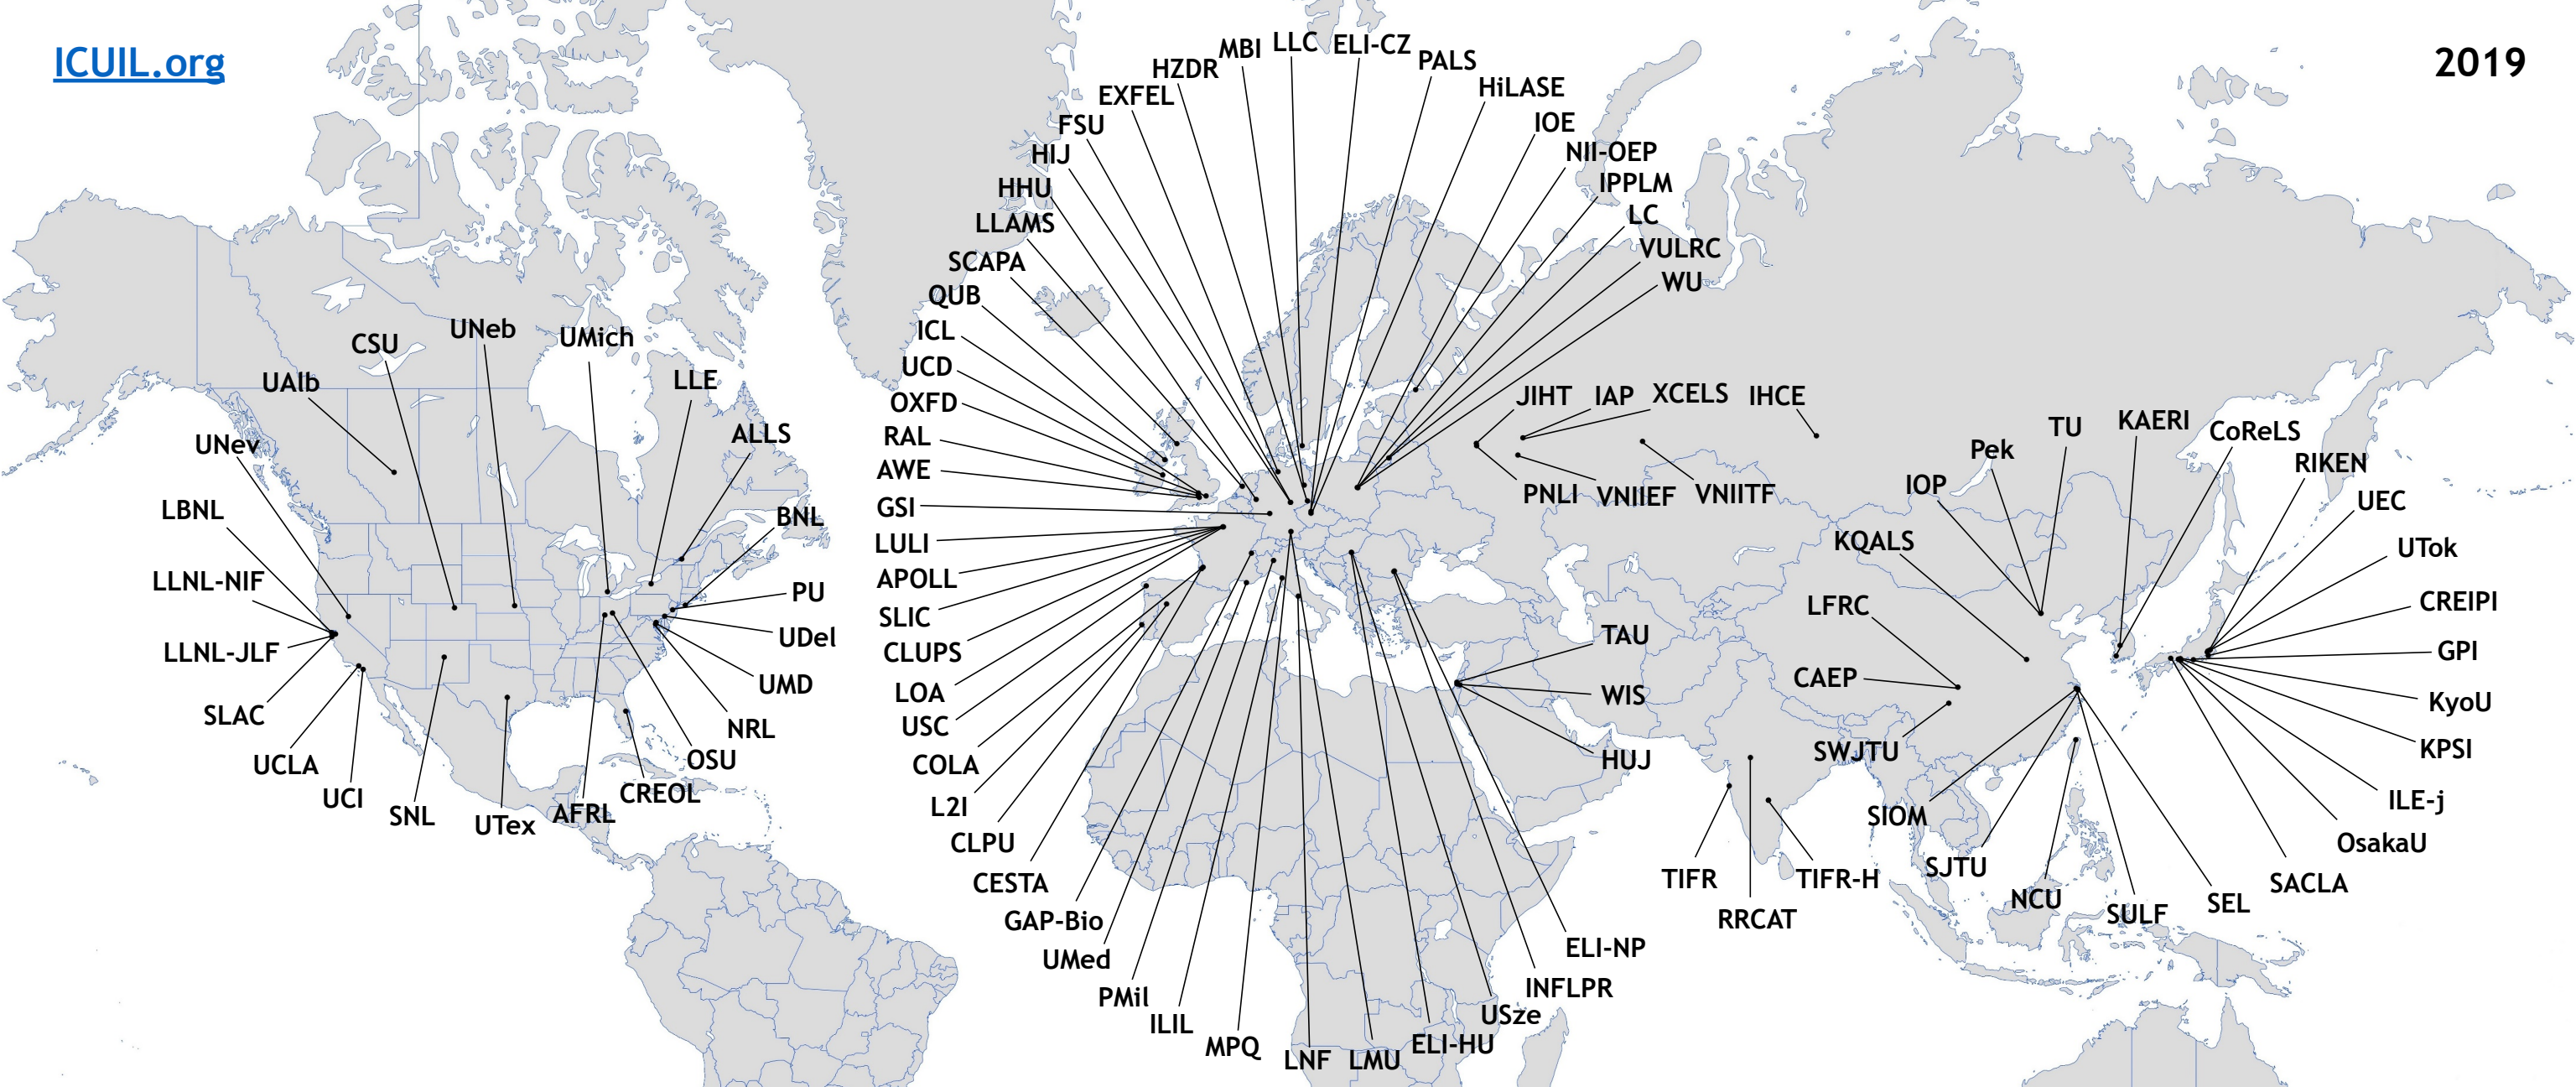 ICUIL.org
2019
UAlb
CSU
UNeb
UMich
LLE
ALLS
BNL
PU
UDel
UMD
NRL
OSU
CREOL
AFRL
UTex
SNL
UCI
UCLA
SLAC
LLNL-JLF
LLNL-NIF
LBNL
UNev
MBI
LLC
ELI-CZ
PALS
HiLASE
IOE
NII-OEP
IPPLM
LC
VULRC
WU
HZDR
EXFEL
FSU
HIJ
HHU
LLAMS
SCAPA
QUB
ICL
UCD
OXFD
RAL
AWE
GSI
LULI
APOLL
SLIC
CLUPS
LOA
USC
COLA
L2I
CLPU
CESTA
GAP-Bio
UMed
PMil
ILIL
MPQ
LNF
LMU
ELI-HU
USze
INFLPR
ELI-NP
JIHT
IAP
XCELS
IHCE
PNLI
VNIIEF
VNIITF
TAU
WIS
HUJ
TIFR
RRCAT
TIFR-H
KQALS
LFRC
CAEP
SWJTU
SIOM
SJTU
NCU
SULF
SEL
IOP
Pek
TU
KAERI
CoReLS
RIKEN
UEC
UTok
CREIPI
GPI
KyoU
KPSI
ILE-j
OsakaU
SACLA